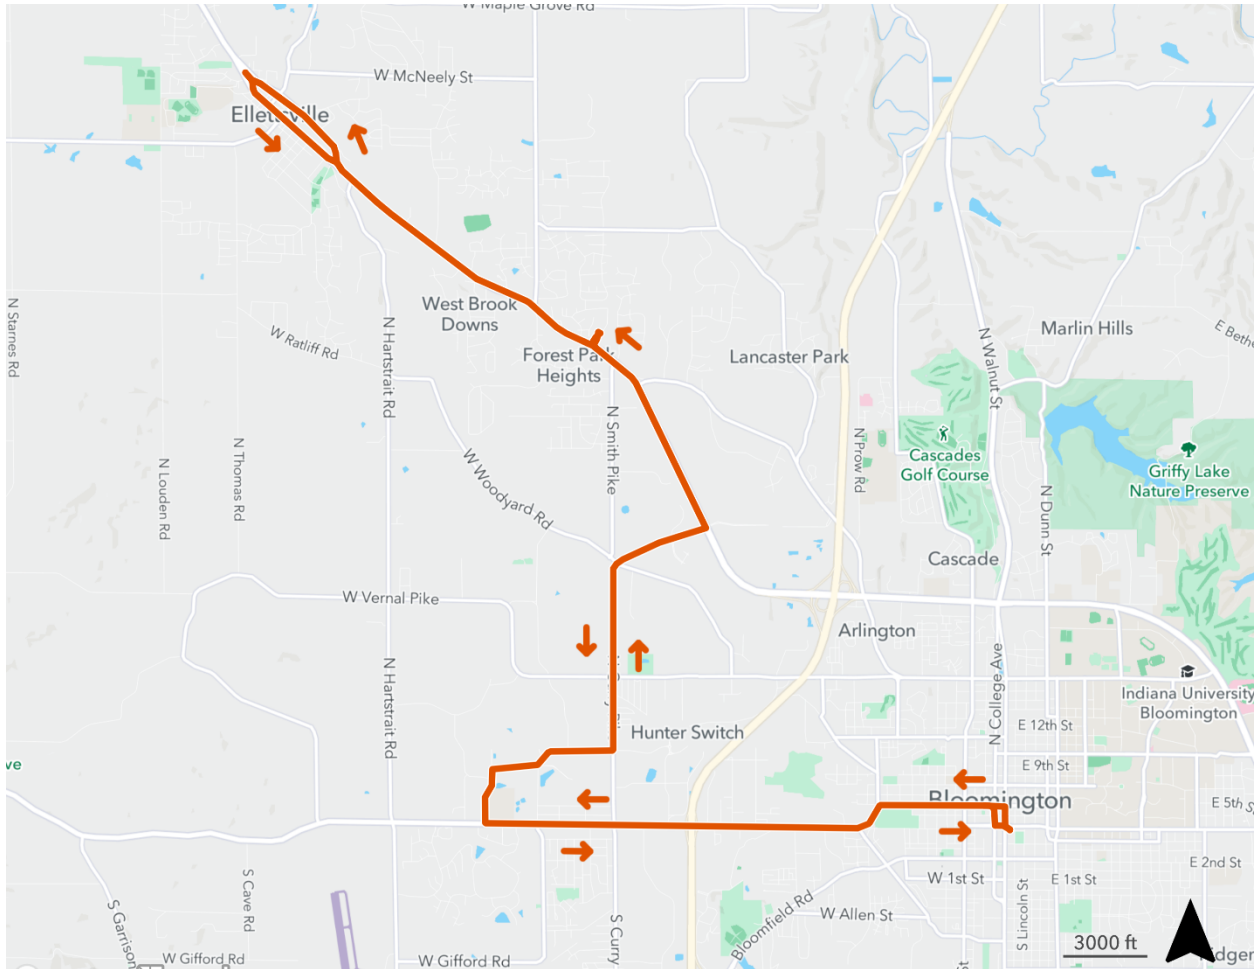 W Maple Grove Rd
W McNeely St
Ellettsville
N Starnes Rd
W Ratliff Rd
N Hartstrait Rd
West Brook
Downs
Forest Park
Heights
Lancaster Park
Marlin Hills
E Bethe
N Walnut St
N Smith Pike
N Prow Rd
Cascades
Golf Course
Griffy Lake
Nature Preserve
N Louden Rd
N Thomas Rd
W Woodyard Rd
N Dunn St
Cascade
W Vernal Pike
Arlington
N Hartstrait Rd
N College Ave
Indiana University
Bloomington
Hunter Switch
E 12th St
ve
E 9th St
Bloomington
E 5th S
E 2nd St
W 1st St
E 1st St
S Cave Rd
S Garrison
S Curry
Bloomfield Rd
W Allen St
S Lincoln St
3000 ft
W Gifford Rd
W Gifford Rd
St
idger